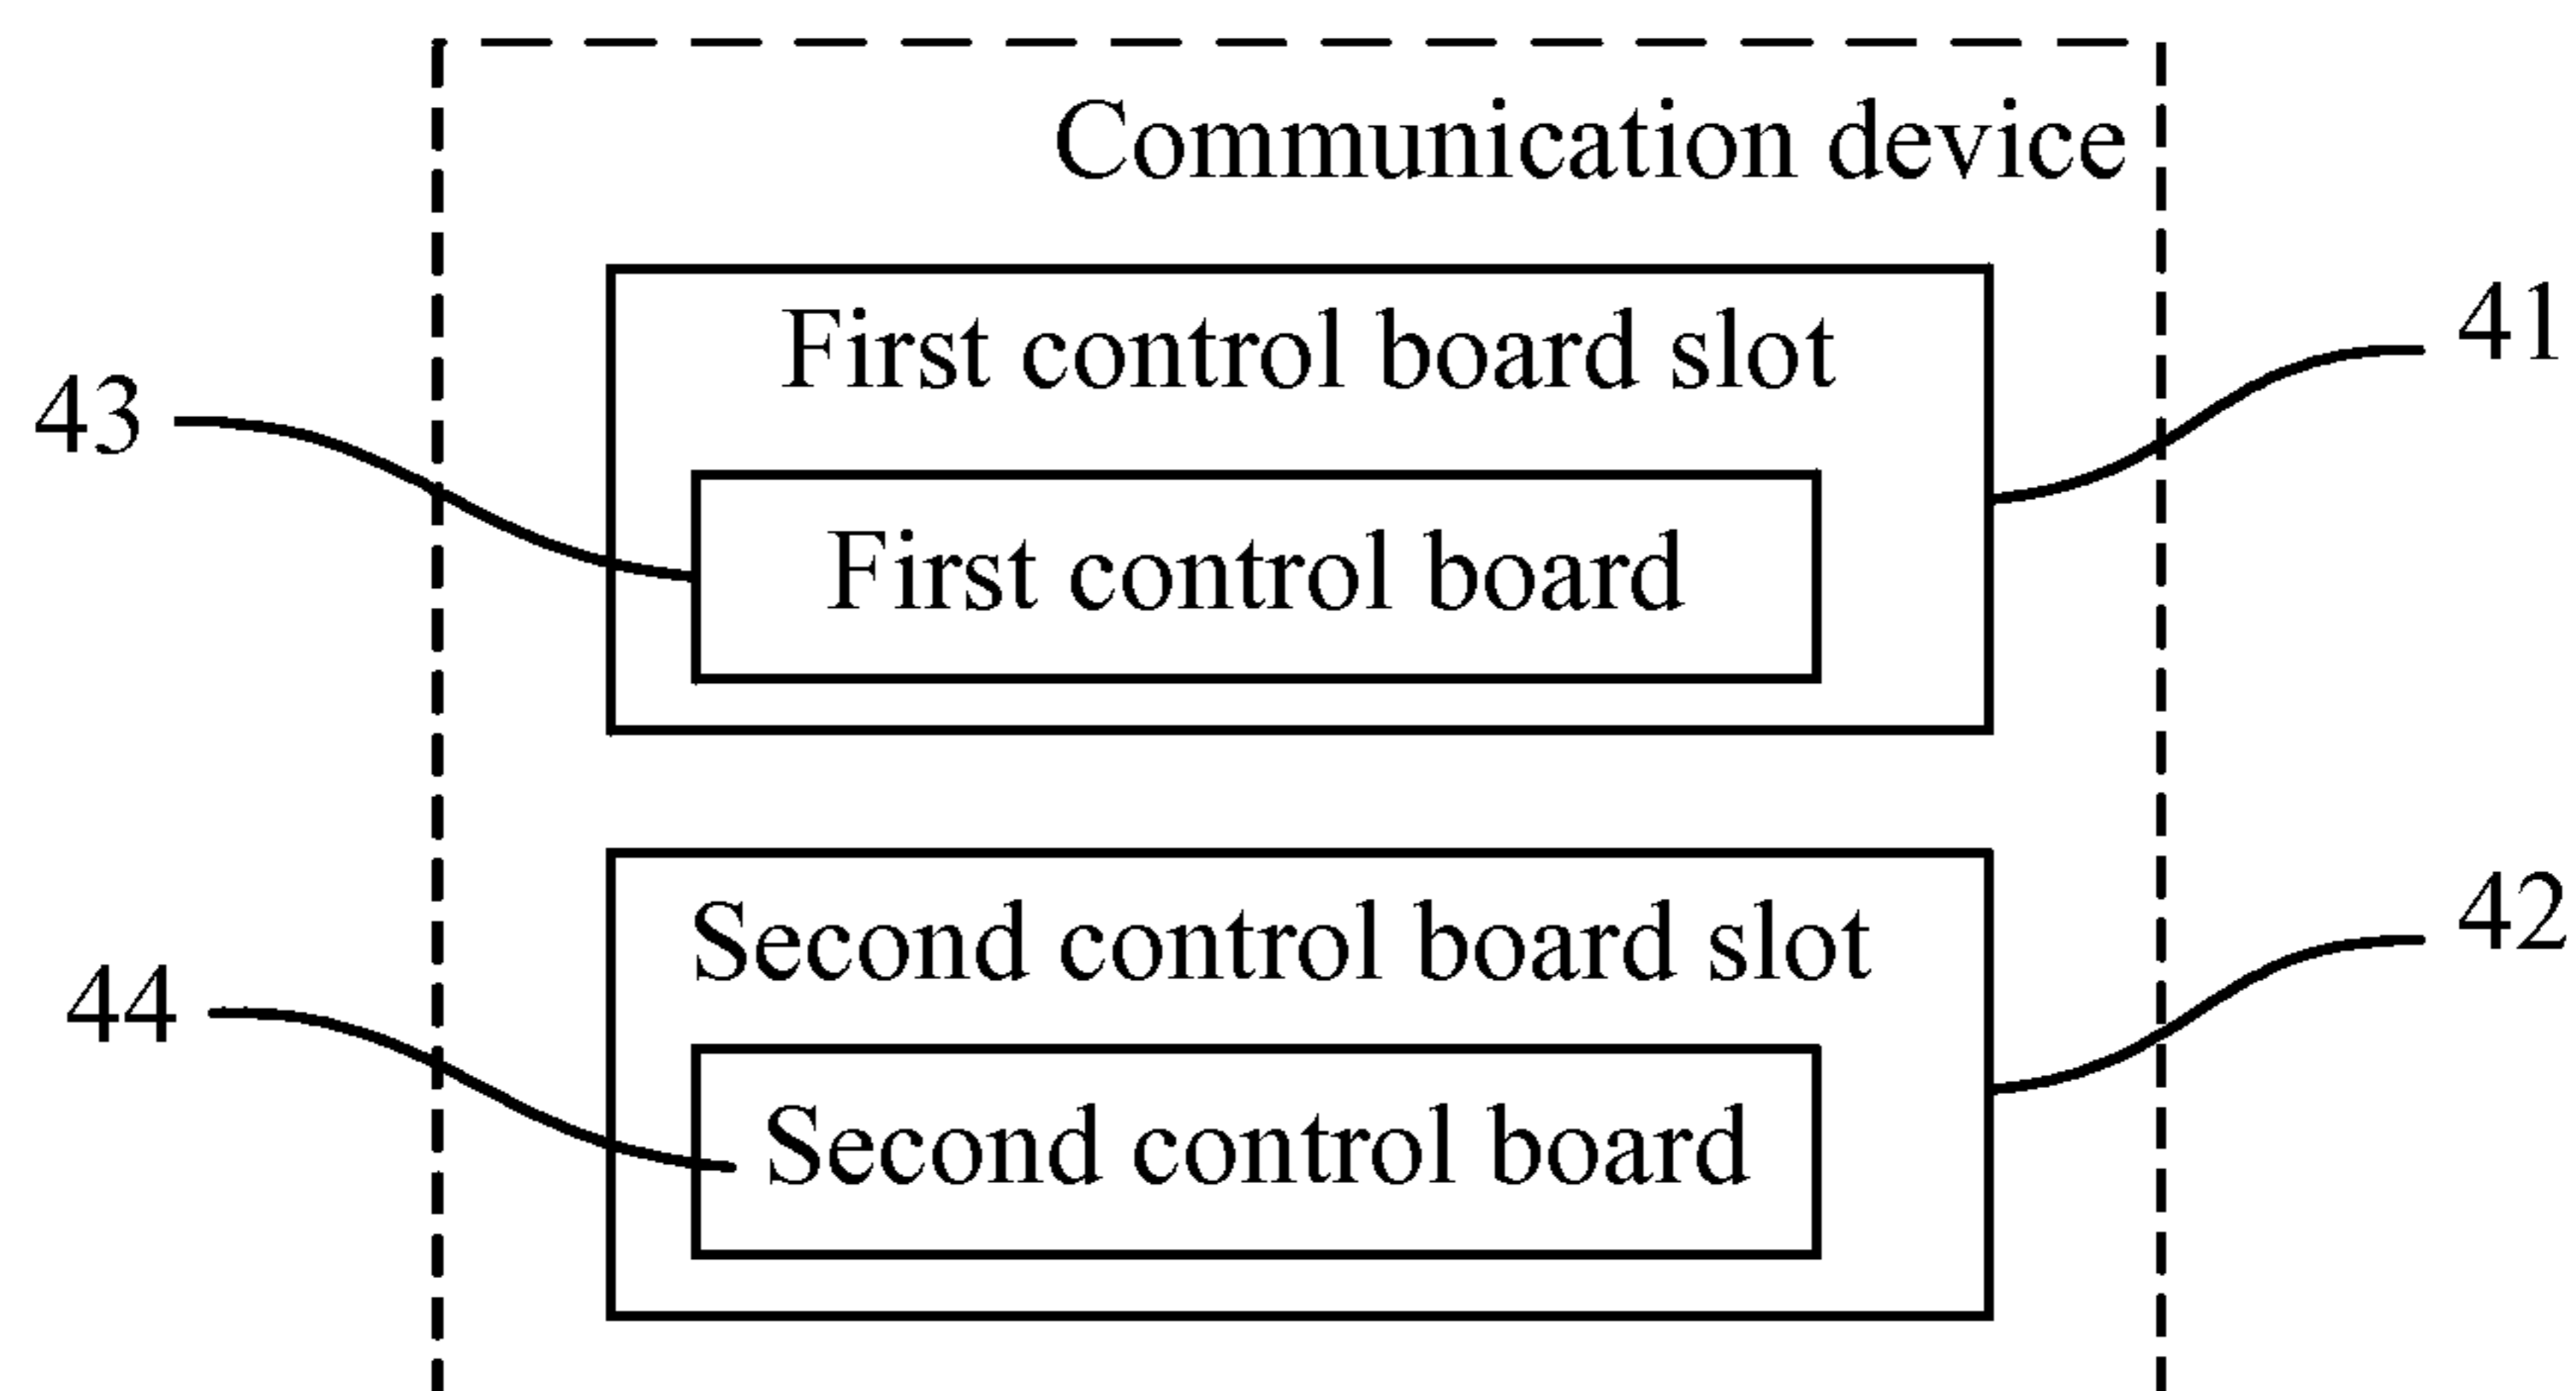 Communication device
First control board slot
41
43
First control board
Second control board slot
42
44
Second control board